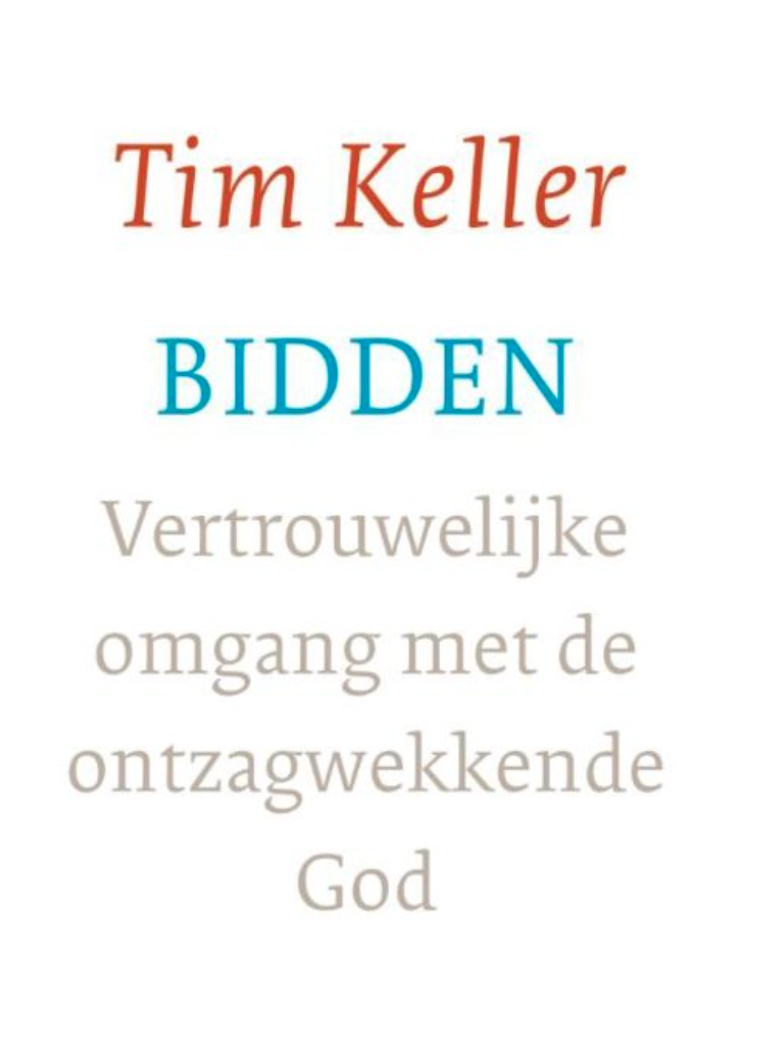 Tim Keller
BIDDEN
Vertrouwelijke
omgang met de
ontzagwekkende
God